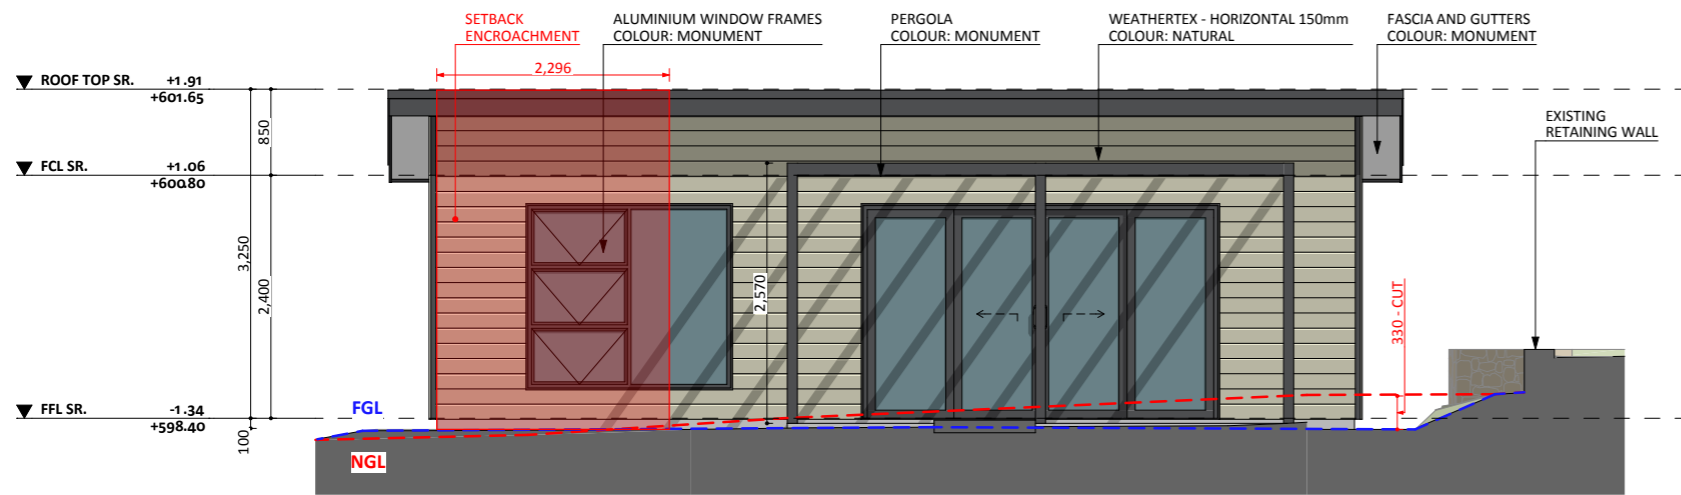 SETBACK
ENCROACHMENT
ALUMINIUM WINDOW FRAMES
COLOUR: MONUMENT
PERGOLA
COLOUR: MONUMENT
WEATHERTEX - HORIZONTAL 150mm
COLOUR: NATURAL
FASCIA AND GUTTERS
COLOUR: MONUMENT
2,296
ROOF TOP SR. +1.91
+601.65
850
EXISTING
RETAINING WALL
FCL SR. +1.06
+600.80
3,250
2,400
2,570
330 - CUT
FFL SR. -1.34
+598.40
FGL
100
NGL